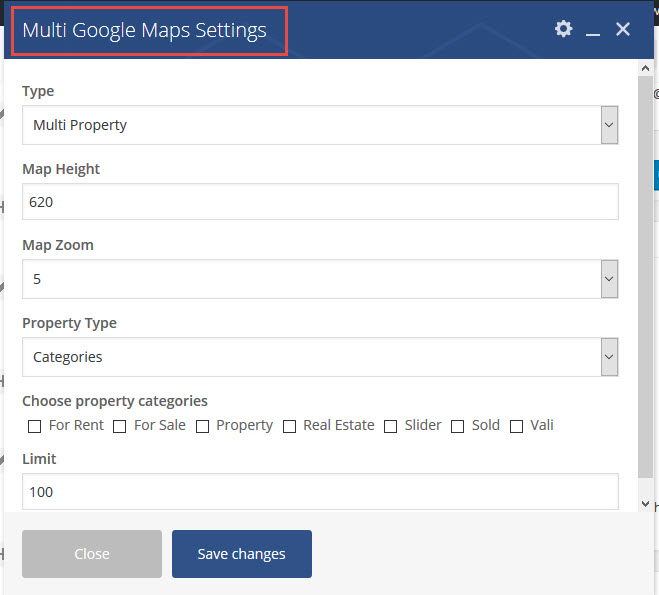 Multi Google Maps Settings
Type
Multi Property
Map Height
620
Map Zoom
5
Property Type
Categories
Choose property categories
For Rent For Sale Property Real Estate Slider Sold Vali
Limit
100
Close Save changes